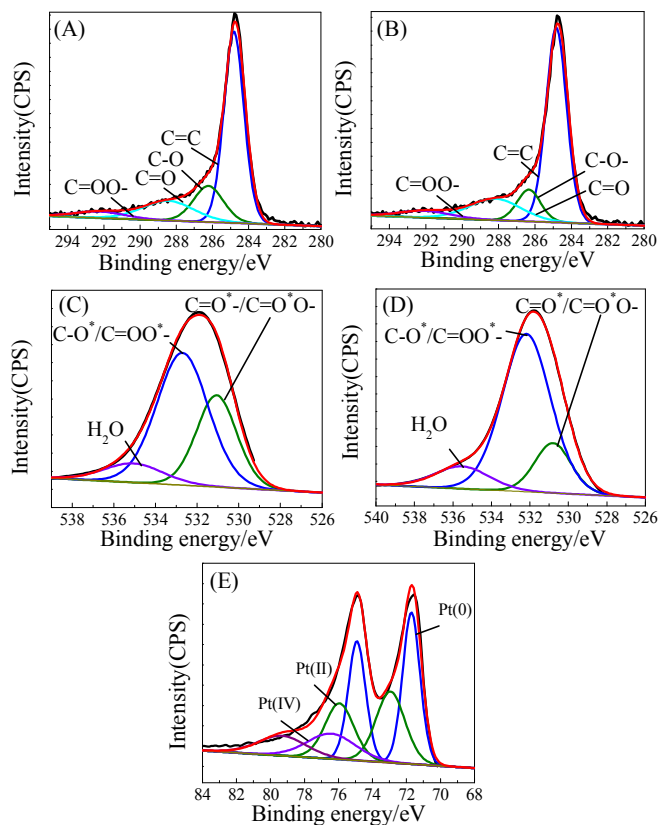 (A)
C=C
C-O
C=O
C=OO-
Intensity(CPS)
294 292 290 288 286 284 282 280
Binding energy/eV
(B)
C=C
C-O-
C=O
C=OO-
Intensity(CPS)
294 292 290 288 286 284 282 280
Binding energy/eV
(C)
C=O*-/C=O*O-
C-O*/C=OO*-
H₂O
Intensity(CPS)
538 536 534 532 530 528 526
Binding energy/eV
(D)
C=O*/C=O*O-
C-O*/C=OO*-
H₂O
Intensity(CPS)
540 538 536 534 532 530 528 526
Binding energy/eV
(E)
Pt(0)
Pt(II)
Pt(IV)
Intensity(CPS)
84 82 80 78 76 74 72 70 68
Binding energy/eV